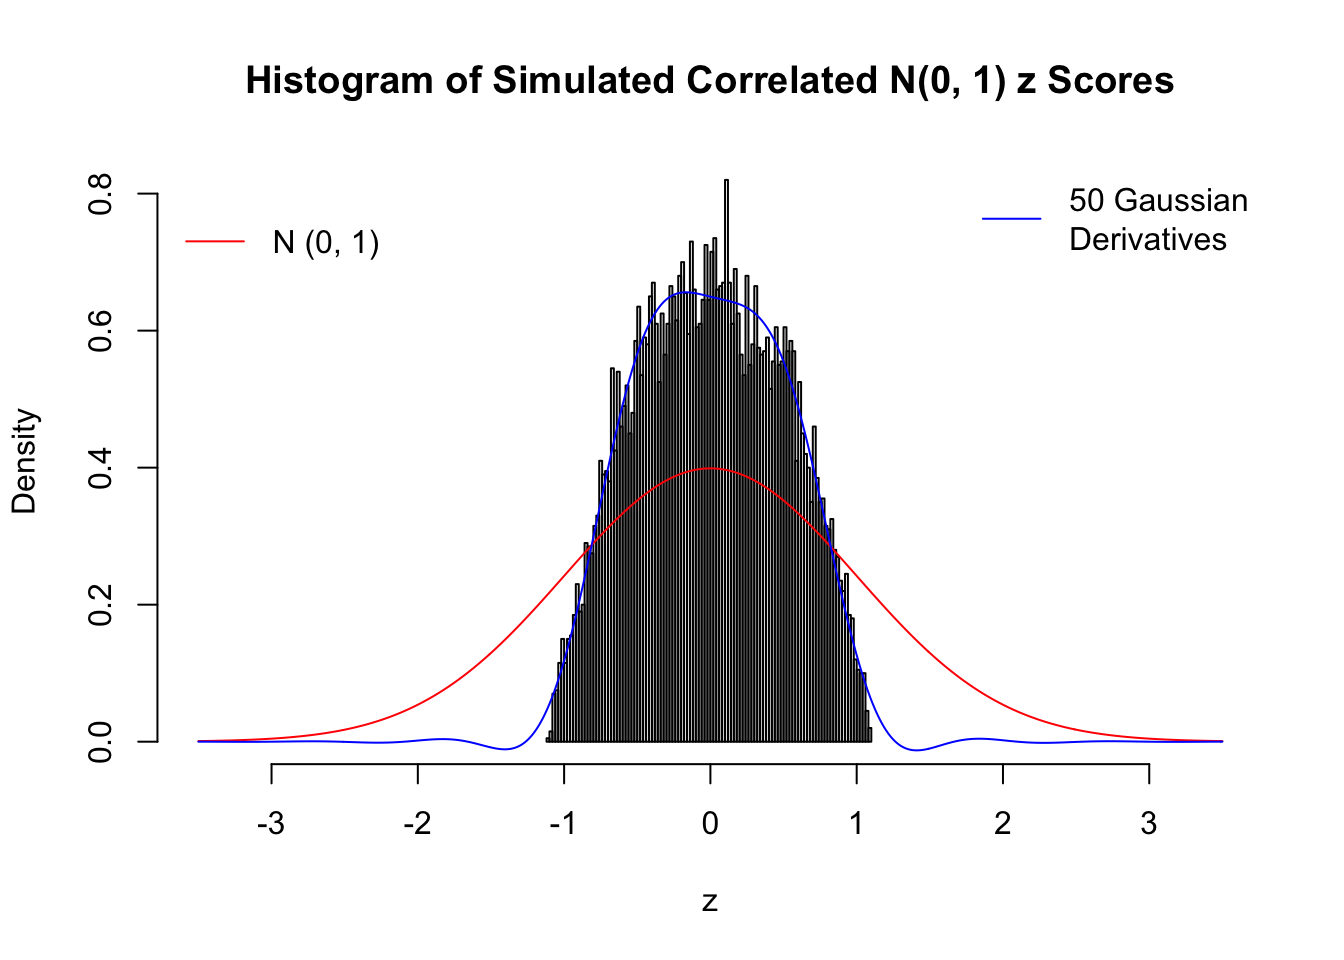 Histogram of Simulated Correlated N(0, 1) z Scores
N (0, 1)
50 Gaussian
Derivatives
Density
0.8
0.6
0.4
0.2
0.0
-3 -2 -1 0 1 2 3
z